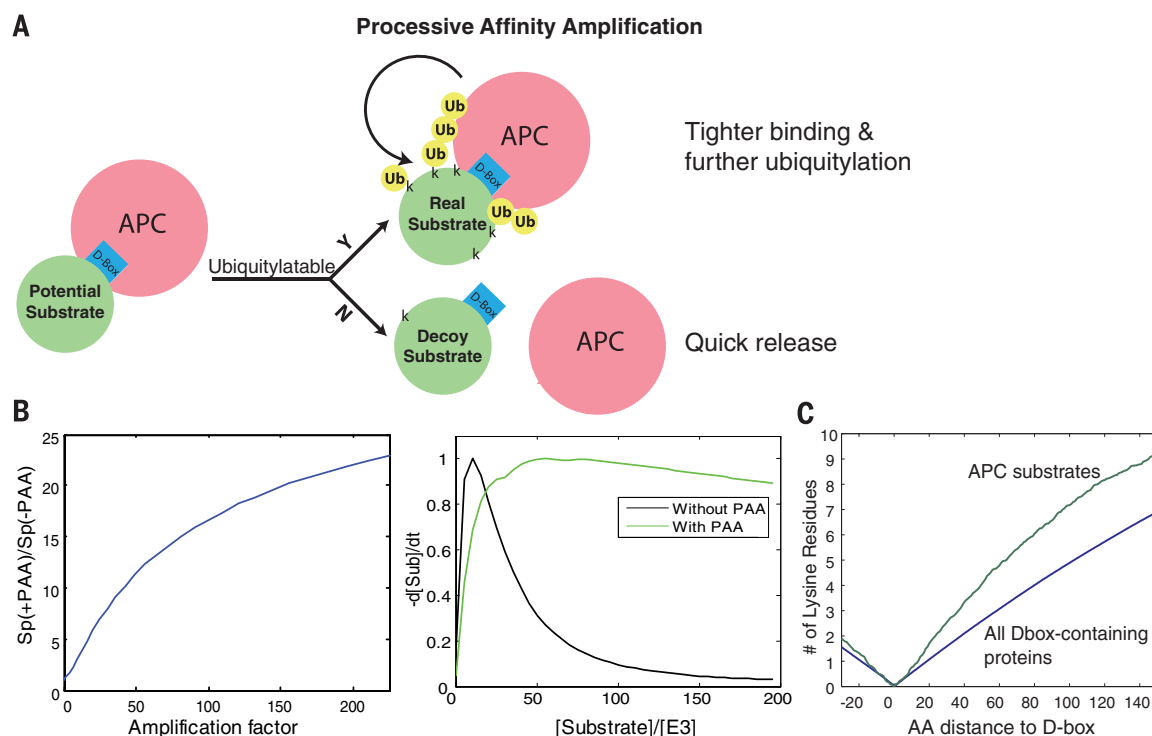 A
Processive Affinity Amplification
Ub
Ub
Ub
Ub
k
k
k
APC
D-Box
Real
Substrate
Ub
Ub
k
k
Tighter binding &
further ubiquitylation
APC
D-Box
Potential
Substrate
Ubiquitylatable
Y
N
k
D-Box
Decoy
Substrate
APC
Quick release
B
Sp(+PAA)/Sp(-PAA)
25
20
15
10
5
0
0 50 100 150 200
Amplification factor
-d[Sub]/dt
1
0.8
0.6
0.4
0.2
0
0 50 100 150 200
Without PAA
With PAA
[Substrate]/[E3]
C
# of Lysine Residues
10
9
8
7
6
5
4
3
2
1
0
-20 0 20 40 60 80 100 120 140
APC substrates
All Dbox-containing
proteins
AA distance to D-box